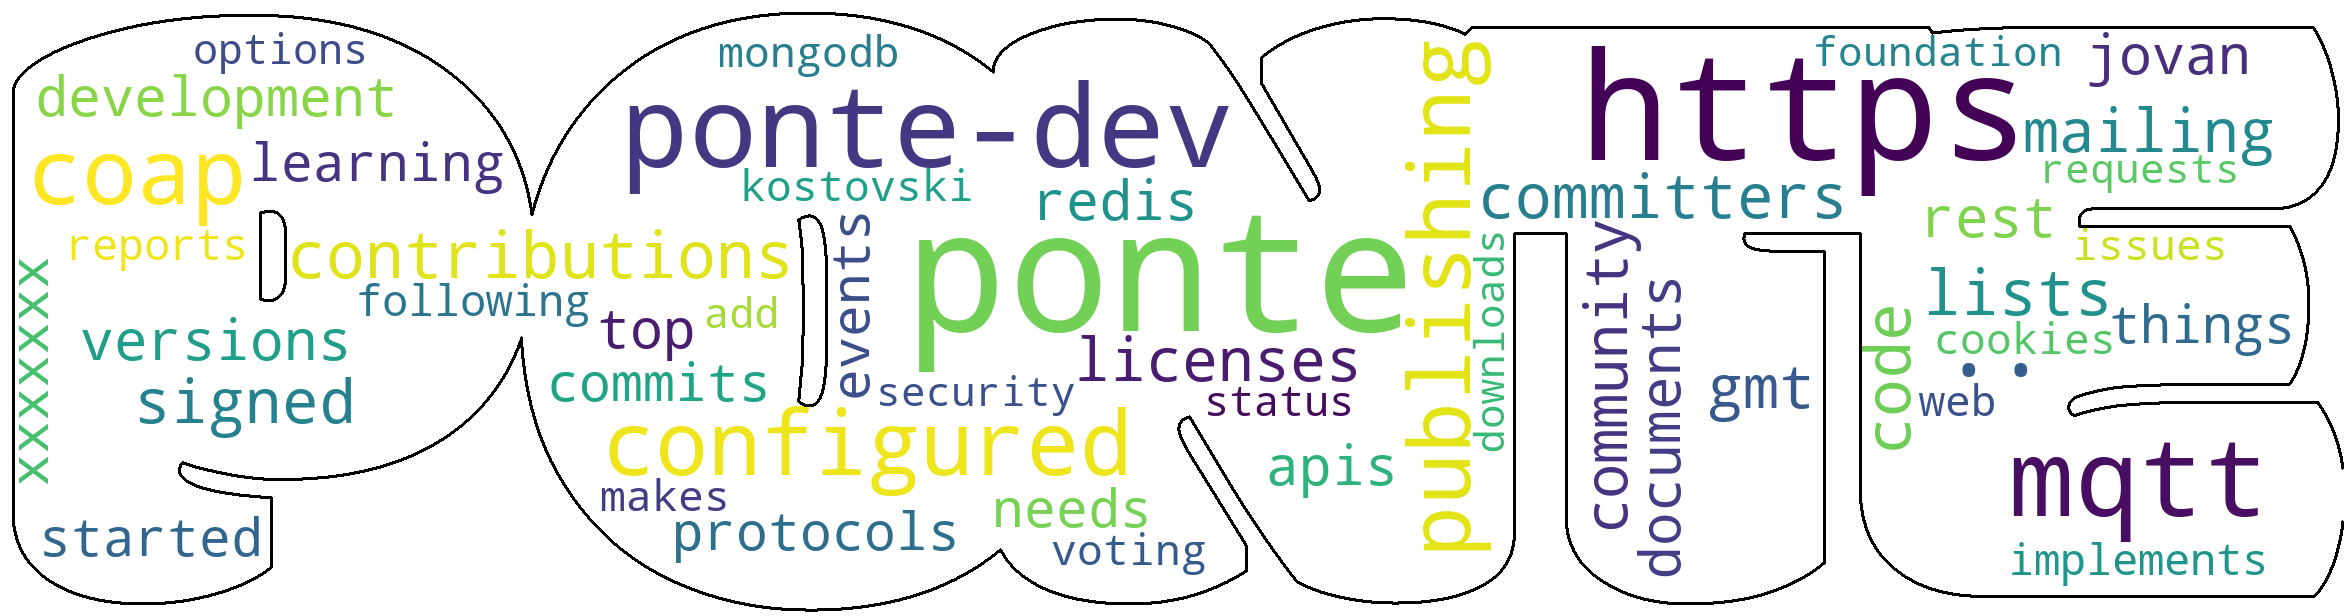 options
development
coap
learning
reports
contributions
xxxxxxx
following
versions
signed
started
mongodb
ponte-dev
kostovski
redis
events
ponte
top
add
commits
licenses
security
status
configured
makes
needs
protocols
voting
apis
publishing
downloads
https
foundation
jovan
mailing
requests
committers
rest
issues
community
documents
gmt
lists
code
cookies
things
. .
web
mqtt
implements